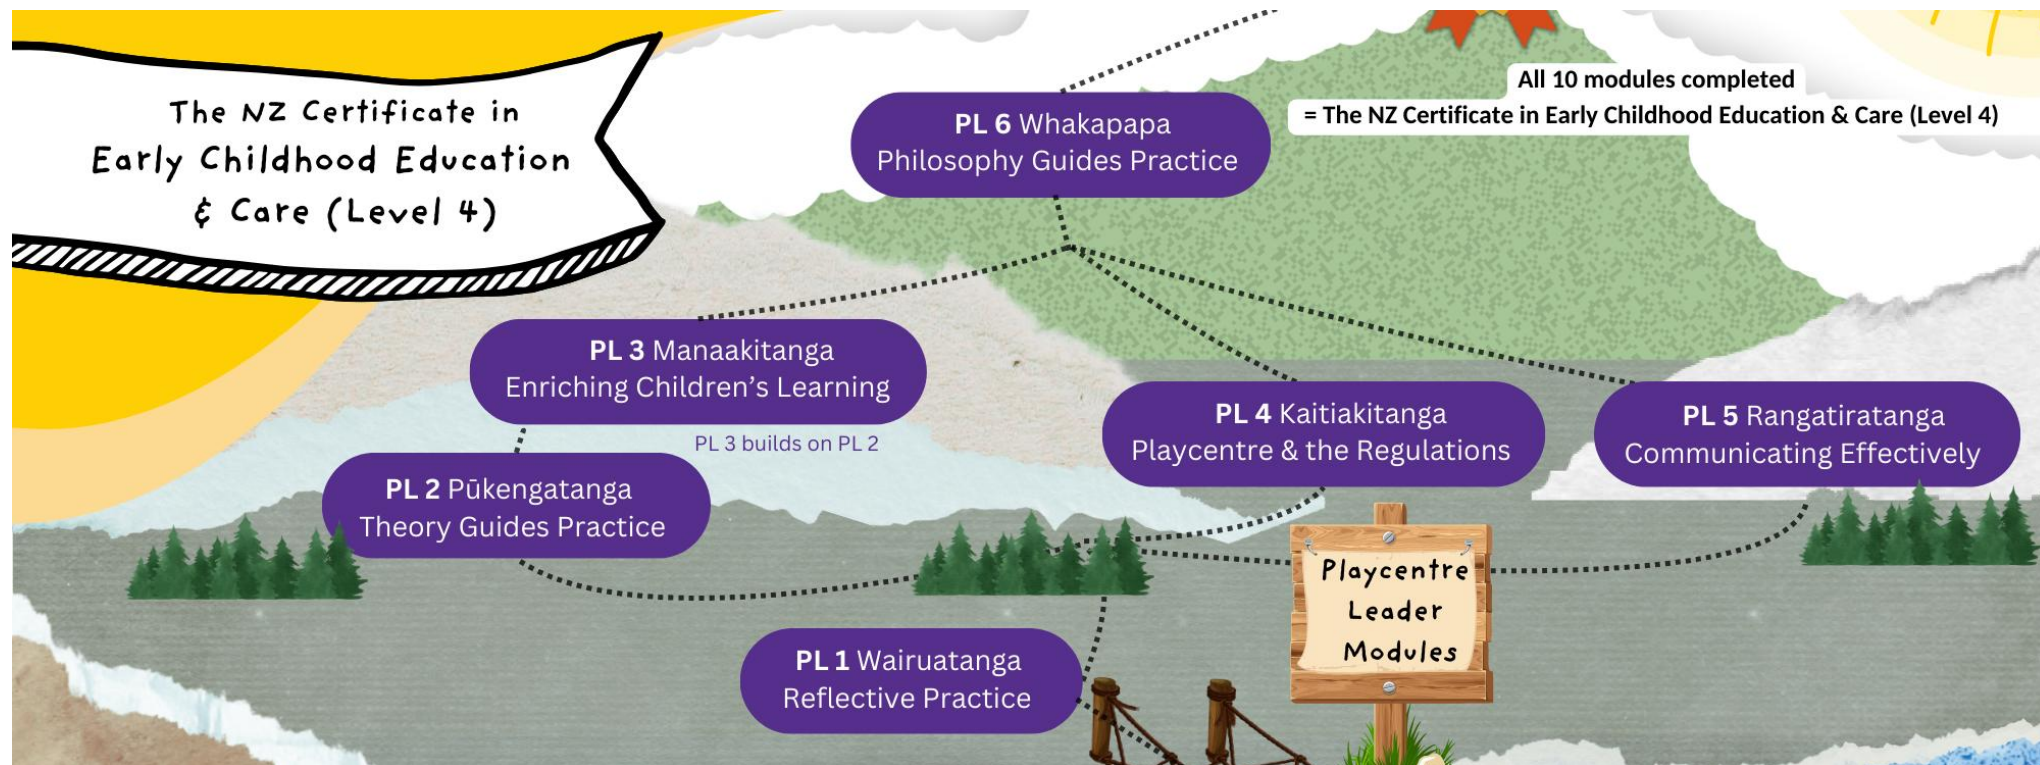 The NZ Certificate in
Early Childhood Education
& Care (Level 4)
All 10 modules completed
= The NZ Certificate in Early Childhood Education & Care (Level 4)
PL 6 Whakapapa
Philosophy Guides Practice
PL 3 Manaakitanga
Enriching Children's Learning
PL 3 builds on PL 2
PL 4 Kaitiakitanga
Playcentre & the Regulations
PL 5 Rangatiratanga
Communicating Effectively
PL 2 Pūkengatanga
Theory Guides Practice
Playcentre
Leader
Modules
PL 1 Wairuatanga
Reflective Practice